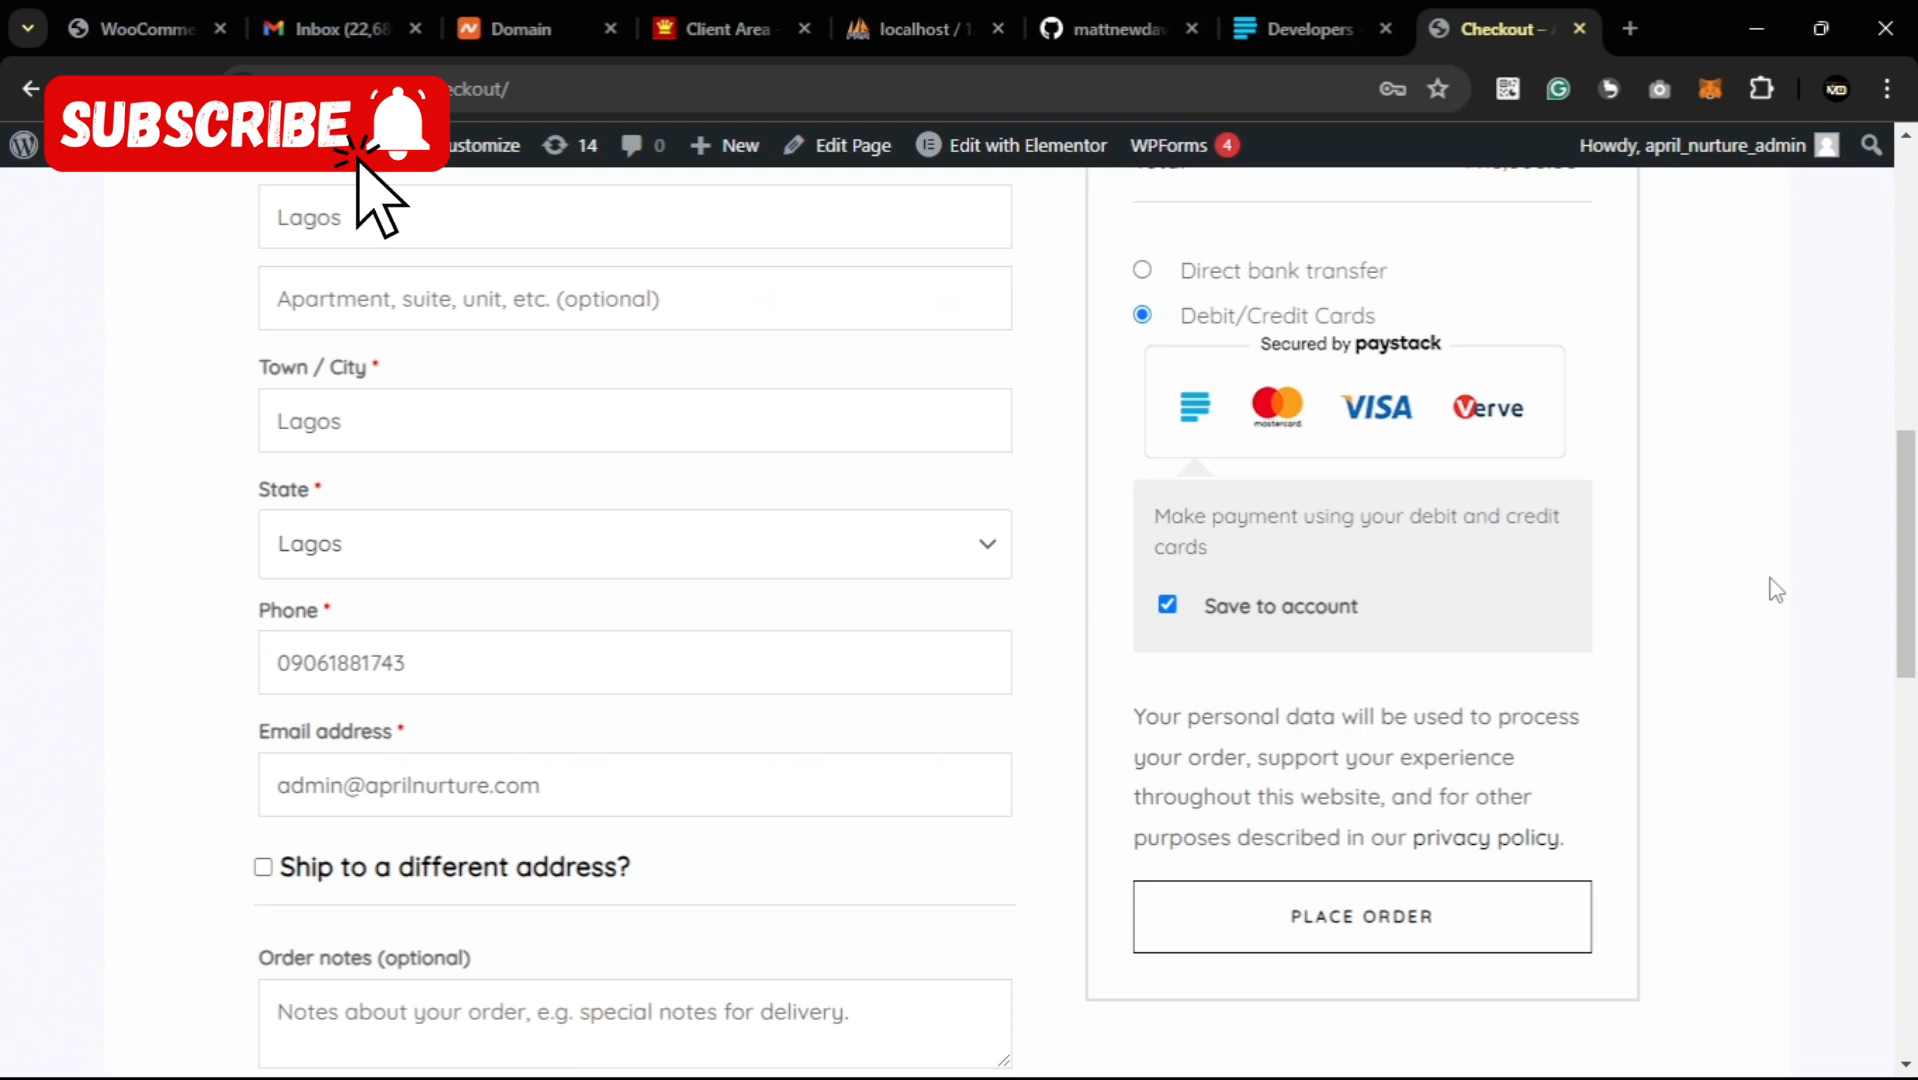 WooComme
Inbox (22,68
Domain
Client Area
localhost / 1
mattnewdav
Developers
Checkout –
eckout/
SUBSCRIBE
ustomize
14
0
New
Edit Page
Edit with Elementor
WPForms 4
Howdy, april_nurture_admin
Lagos
Apartment, suite, unit, etc. (optional)
Town / City *
Lagos
State *
Lagos
Phone *
09061881743
Email address *
admin@aprilnurture.com
Ship to a different address?
Order notes (optional)
Notes about your order, e.g. special notes for delivery.
Direct bank transfer
Debit/Credit Cards
Secured by paystack
mastercard
VISA
Verve
Make payment using your debit and credit
cards
Save to account
Your personal data will be used to process
your order, support your experience
throughout this website, and for other
purposes described in our privacy policy.
PLACE ORDER